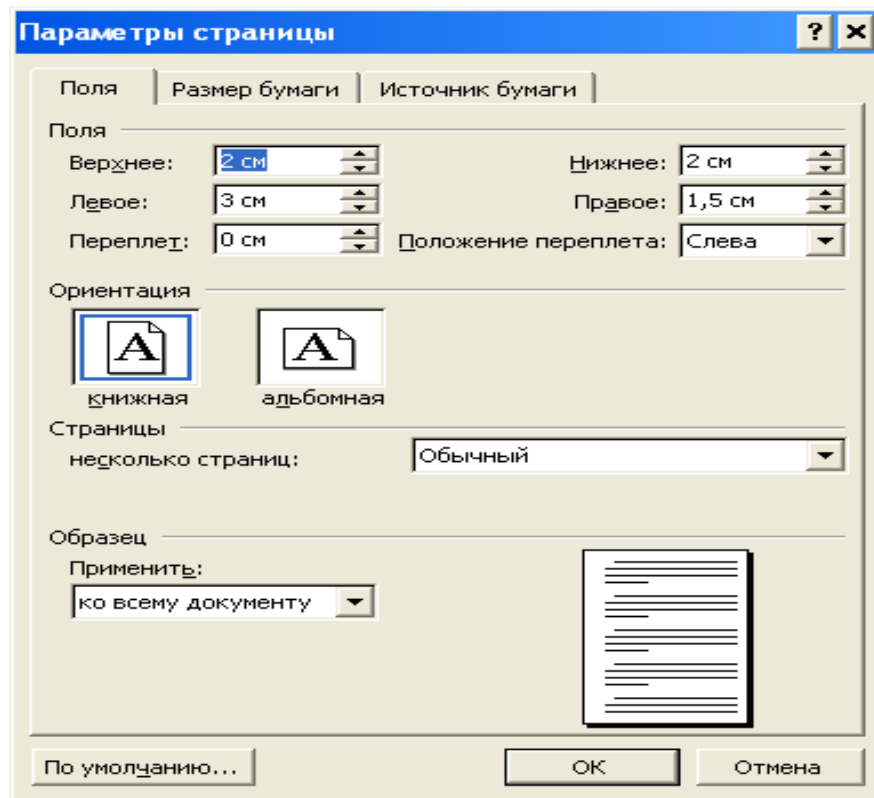 Параметры страницы
Поля Размер бумаги Источник бумаги
Поля
Верхнее: 2 см Нижнее: 2 см
Левое: 3 см Правое: 1,5 см
Переплет: 0 см Положение переплета: Слева
Ориентация
A A
книжная альбомная
Страницы
несколько страниц: Обычный
Образец
Применить:
ко всему документу
По умолчанию... ОК Отмена